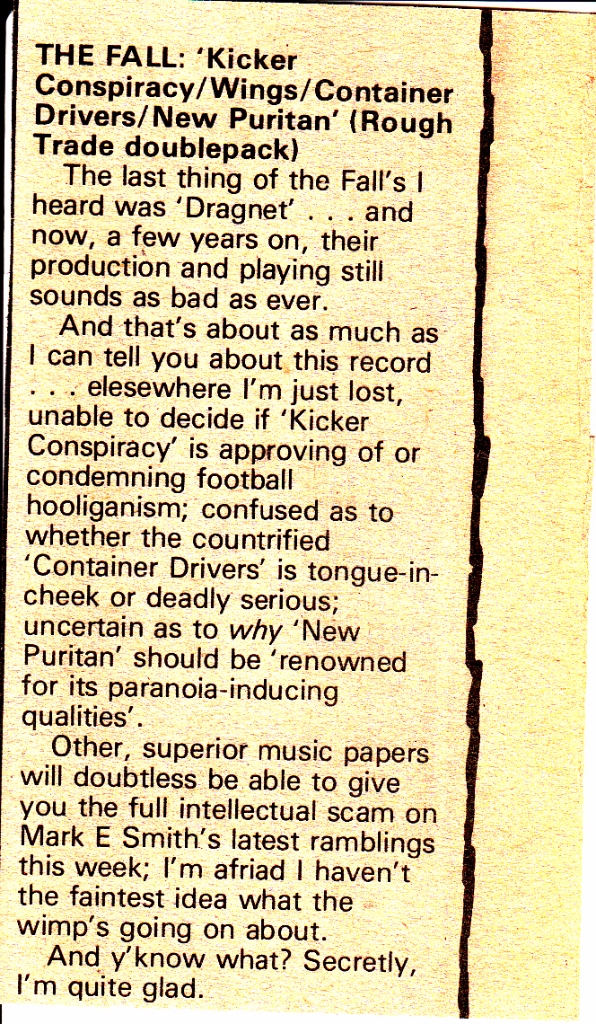 THE FALL: ‘Kicker
Conspiracy/Wings/Container
Drivers/New Puritan’ (Rough
Trade doublepack)
The last thing of the Fall’s I
heard was ‘Dragnet’ . . . and
now, a few years on, their
production and playing still
sounds as bad as ever.
And that’s about as much as
I can tell you about this record
. . . elesewhere I’m just lost,
unable to decide if ‘Kicker
Conspiracy’ is approving of or
condemning football
hooliganism; confused as to
whether the countrified
‘Container Drivers’ is tongue-in-
cheek or deadly serious;
uncertain as to why ‘New
Puritan’ should be ‘renowned
for its paranoia-inducing
qualities’.
Other, superior music papers
will doubtless be able to give
you the full intellectual scam on
Mark E Smith’s latest ramblings
this week; I’m afriad I haven’t
the faintest idea what the
wimp’s going on about.
And y’know what? Secretly,
I’m quite glad.